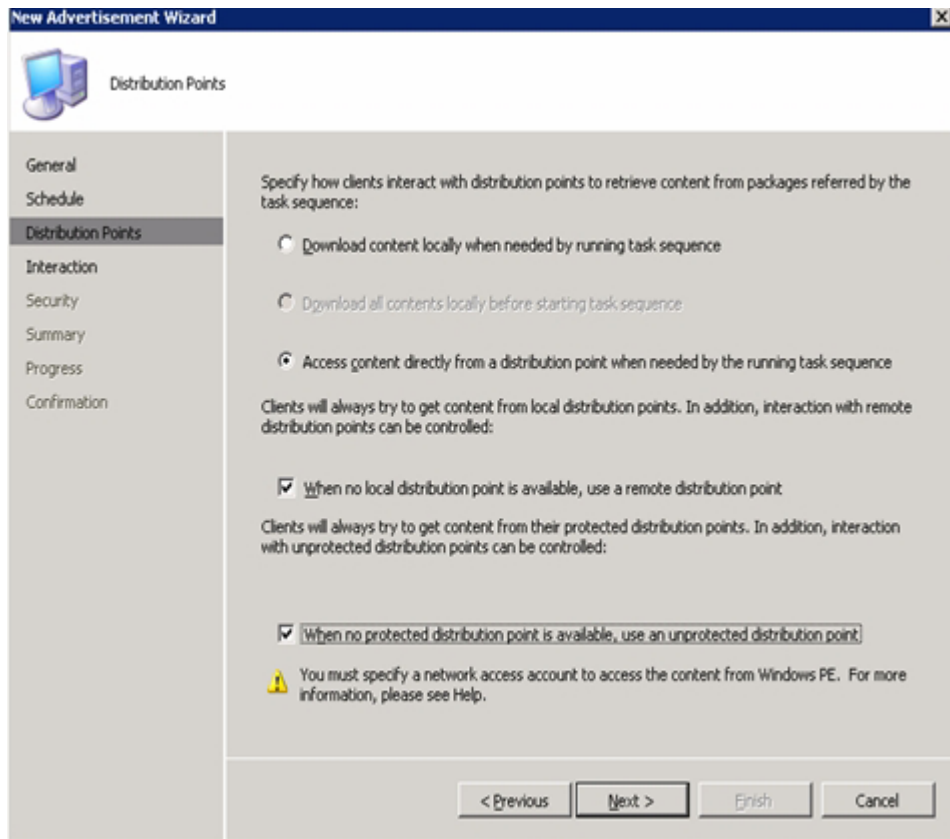 New Advertisement Wizard
Distribution Points
General
Schedule
Distribution Points
Interaction
Security
Summary
Progress
Confirmation
Specify how clients interact with distribution points to retrieve content from packages referred by the
task sequence:
Download content locally when needed by running task sequence
Download all contents locally before starting task sequence
Access content directly from a distribution point when needed by the running task sequence
Clients will always try to get content from local distribution points. In addition, interaction with remote
distribution points can be controlled:
When no local distribution point is available, use a remote distribution point
Clients will always try to get content from their protected distribution points. In addition, interaction
with unprotected distribution points can be controlled:
When no protected distribution point is available, use an unprotected distribution point
You must specify a network access account to access the content from Windows PE. For more
information, please see Help.
< Previous
Next >
Finish
Cancel